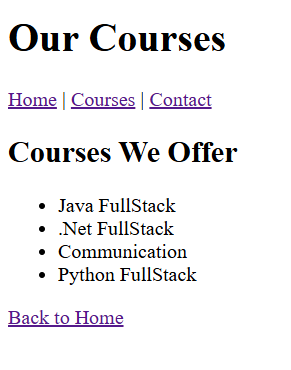 Our Courses
Home | Courses | Contact
Courses We Offer
Java FullStack
.Net FullStack
Communication
Python FullStack
Back to Home